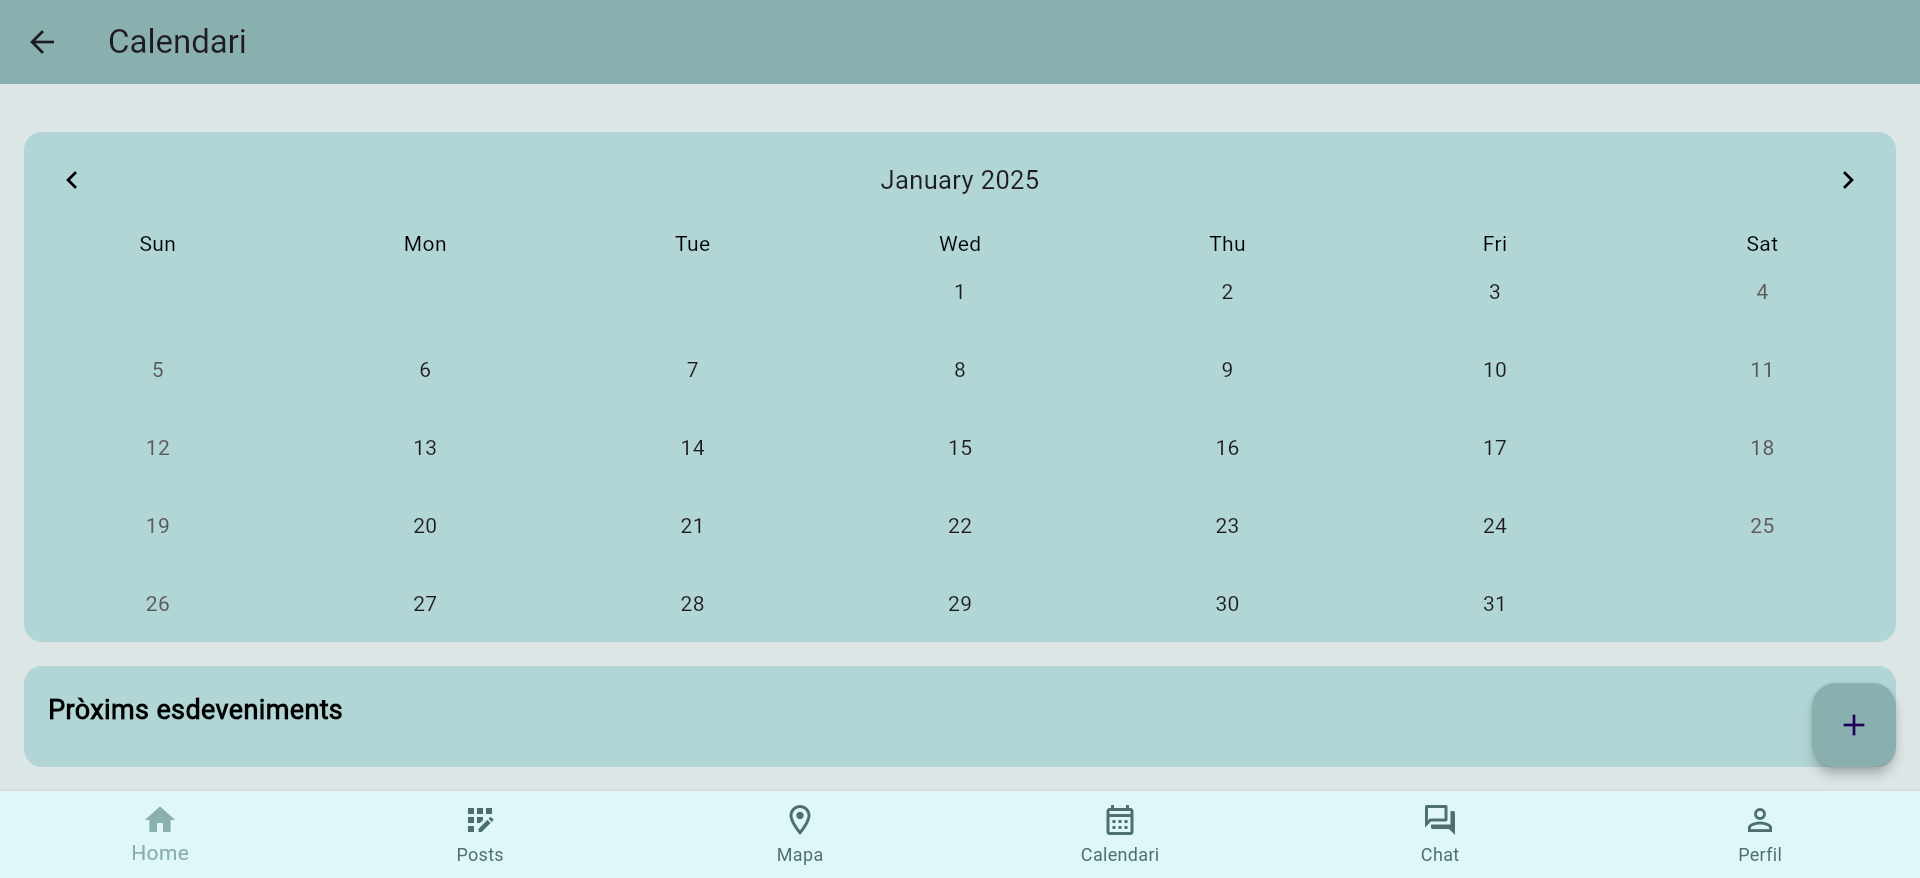 Calendari
January 2025
Sun Mon Tue Wed Thu Fri Sat
1 2 3 4
5 6 7 8 9 10 11
12 13 14 15 16 17 18
19 20 21 22 23 24 25
26 27 28 29 30 31
Pròxims esdeveniments
Home Posts Mapa Calendari Chat Perfil